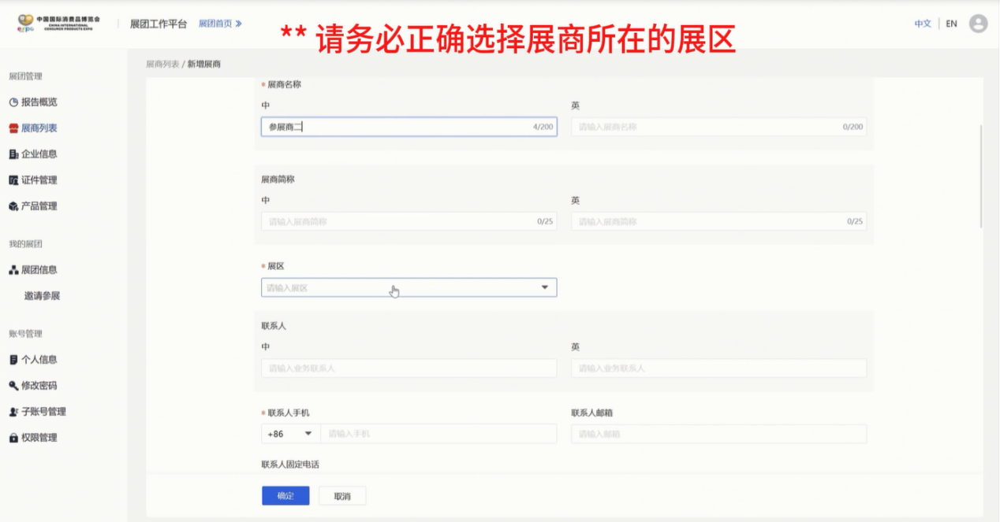 中国国际消费品博览会
CHINA INTERNATIONAL
CONSUMER PRODUCTS EXPO
expo
展团工作平台 展团首页
** 请务必正确选择展商所在的展区
中文 EN
展商列表 / 新增展商
展团管理
报告概览
展商列表
企业信息
证件管理
产品管理
我的展团
展团信息
邀请參展
账号管理
个人信息
修改密码
子账号管理
权限管理
* 展商名称
中 英
参展商二 4/200 请输入展商名称 0/200
展商简称
中 英
请输入展商简称 0/25 请输入展商简称 0/25
* 展区
请输入展区
联系人
中 英
请输入业务联系人 请输入业务联系人
* 联系人手机 联系人邮箱
+86 请输入手机 请输入邮箱
联系人固定电话
确定 取消